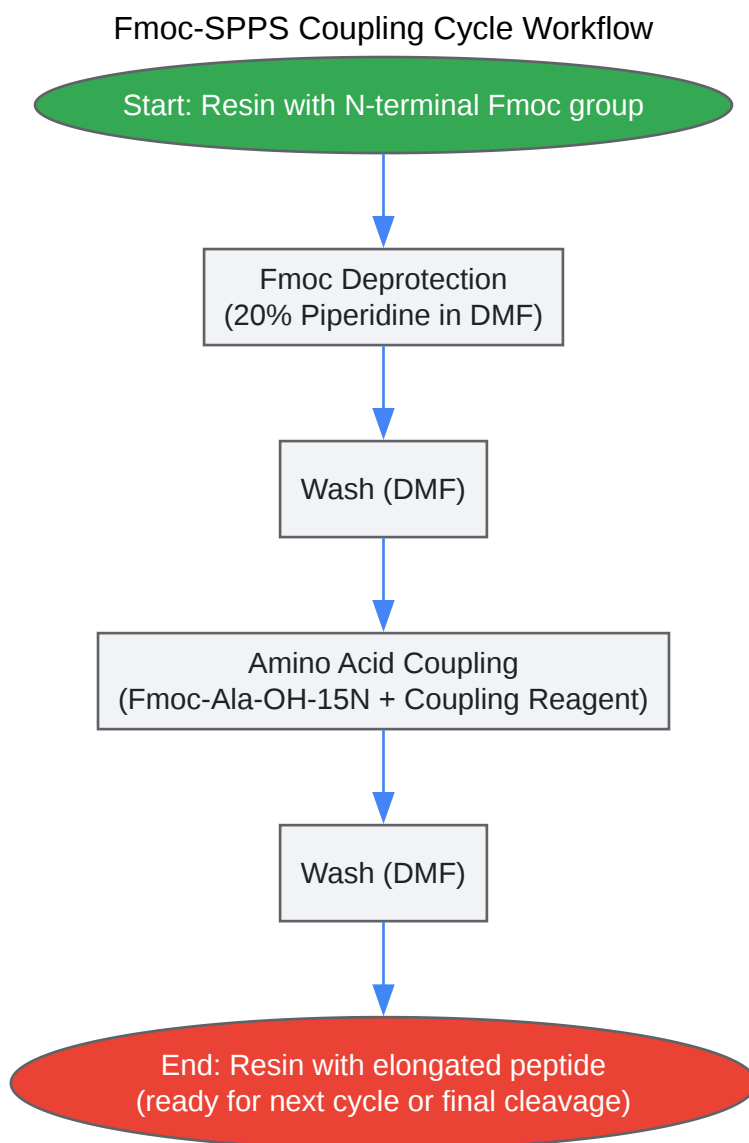 Fmoc-SPPS Coupling Cycle Workflow
Start: Resin with N-terminal Fmoc group
Fmoc Deprotection
(20% Piperidine in DMF)
Wash (DMF)
Amino Acid Coupling
(Fmoc-Ala-OH-15N + Coupling Reagent)
Wash (DMF)
End: Resin with elongated peptide
(ready for next cycle or final cleavage)